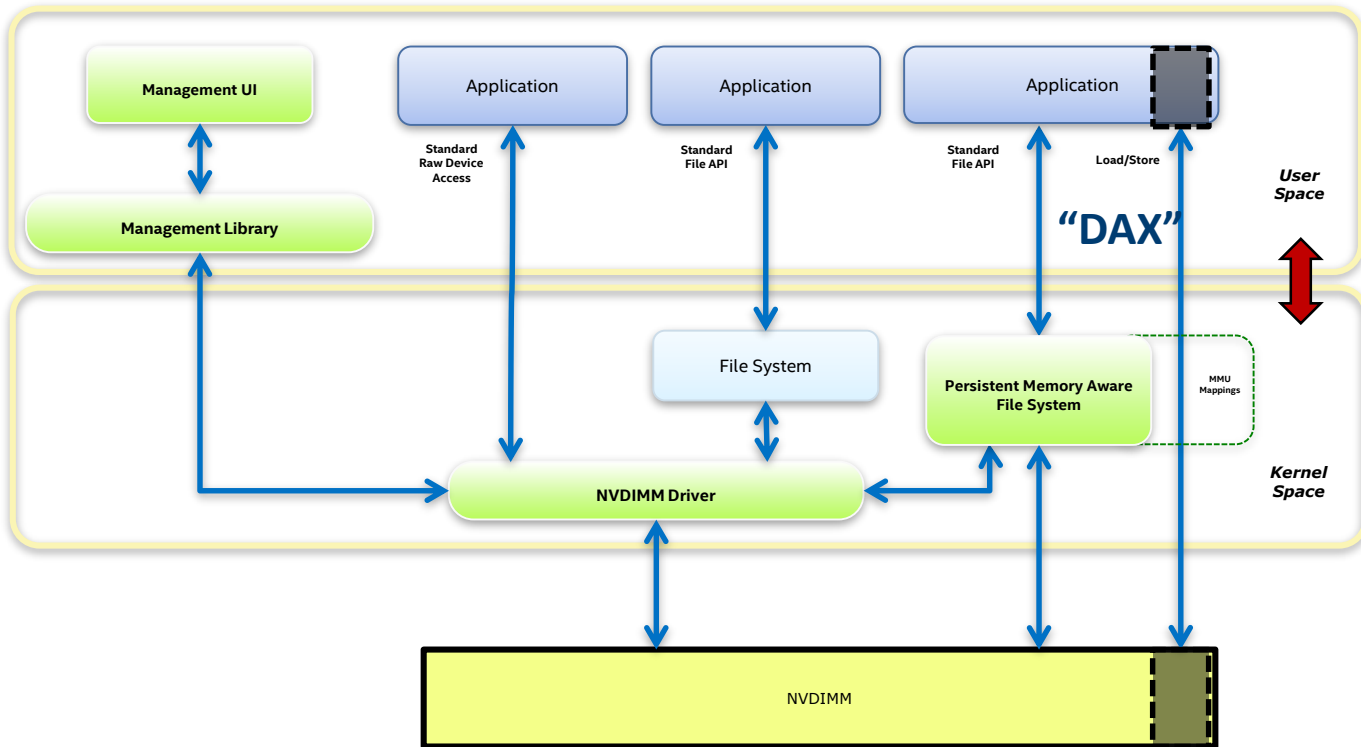 Management UI
Application
Application
Application
Standard
Raw Device
Access
Standard
File API
Standard
File API
Load/Store
User
Space
Management Library
“DAX”
File System
Persistent Memory Aware
File System
MMU
Mappings
NVDIMM Driver
Kernel
Space
NVDIMM